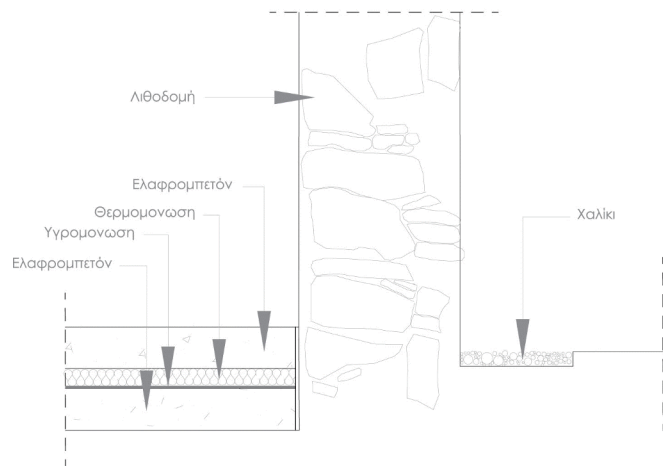 Λιθοδομή
Ελαφρομπετόν
Θερμομονωση
Χαλίκι
Υγρομονωση
Ελαφρομπετόν